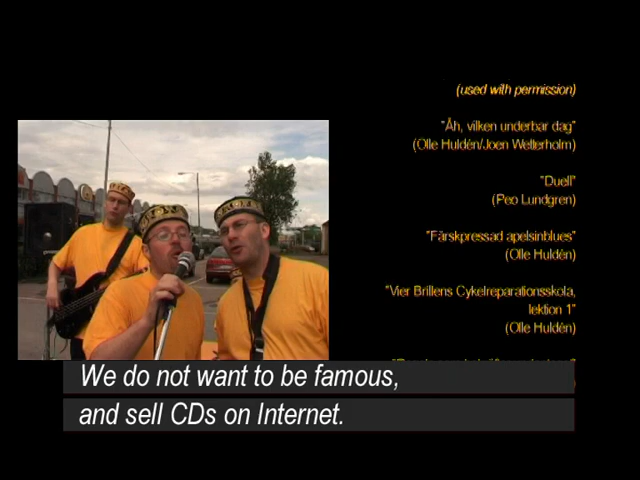 (used with permission)
"Åh, vilken underbar dag"
(Olle Huldén/Joen Wetterholm)
"Duell"
(Peo Lundgren)
"Färskpressad apelsinblues"
(Olle Huldén)
"Vier Brillens Cykelreparationsskola,
lektion 1"
(Olle Huldén)
We do not want to be famous,
and sell CDs on Internet.